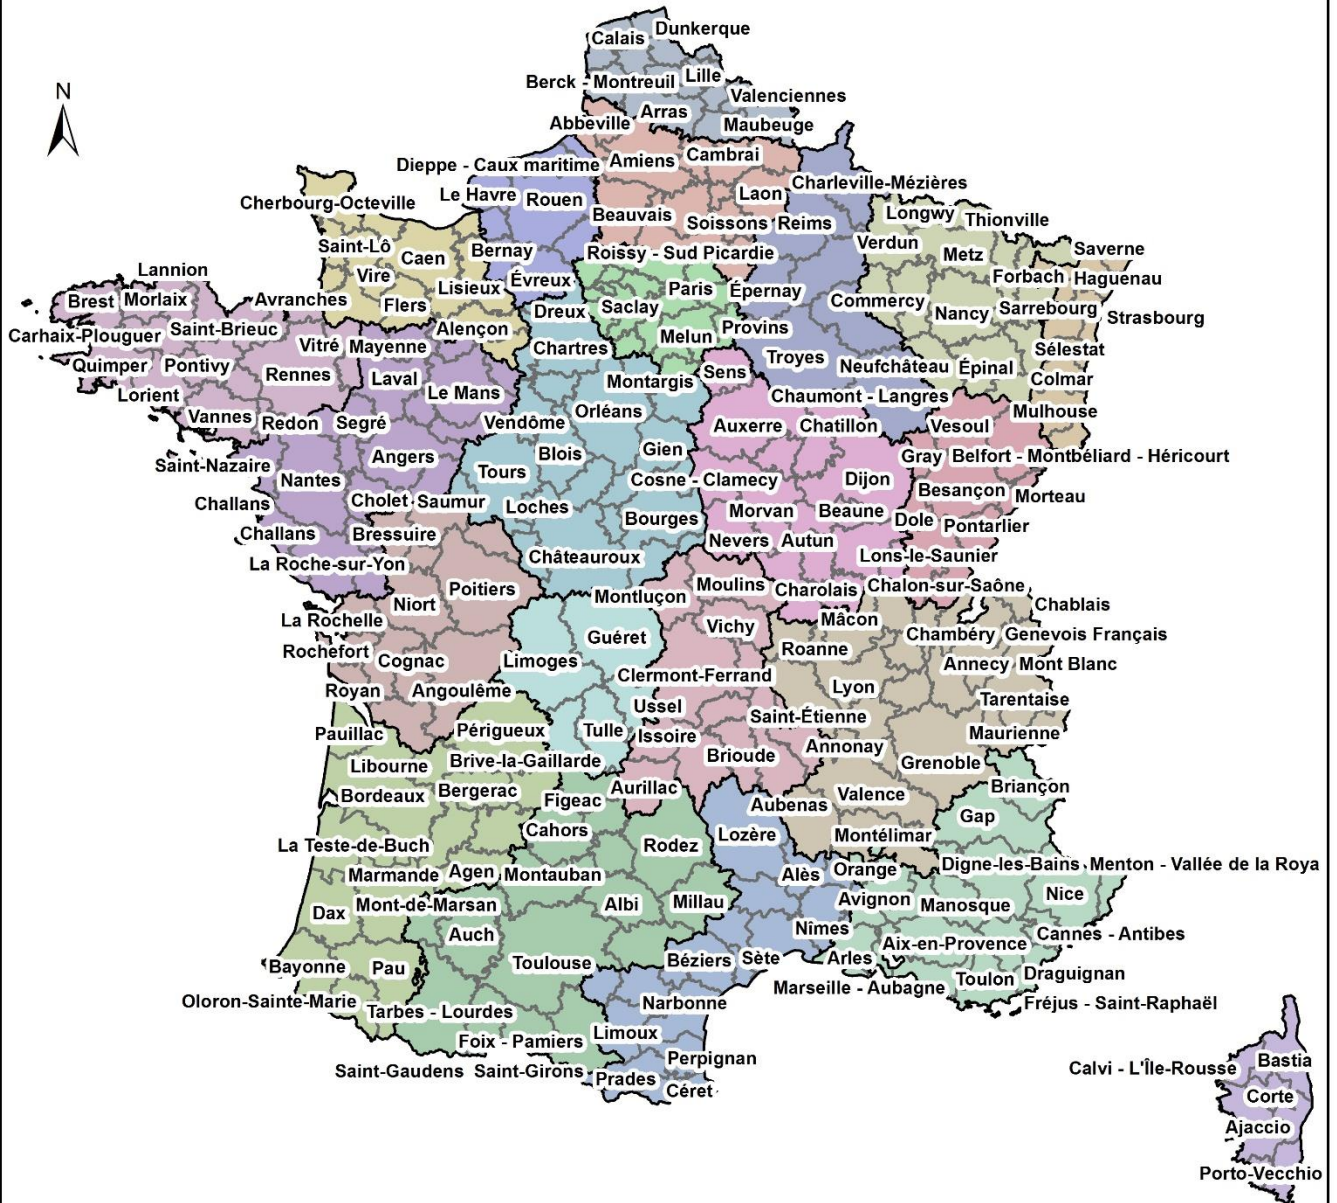 Dunkerque
Calais
Berck - Montreuil
Lille
Valenciennes
Arras
Abbeville
Maubeuge
N
Dieppe - Caux maritime
Amiens
Cambrai
Charleville-Mézières
Cherbourg-Octeville
Le Havre
Rouen
Laon
Beauvais
Soissons
Reims
Longwy
Thionville
Saint-Lô
Caen
Bernay
Roissy - Sud Picardie
Verdun
Metz
Saverne
Lannion
Vire
Lisieux
Évreux
Paris
Épernay
Forbach
Haguenau
Brest
Morlaix
Avranches
Flers
Dreux
Saclay
Commercy
Nancy
Sarrebourg
Strasbourg
Carhaix-Plouguer
Saint-Brieuc
Alençon
Melun
Provins
Vitré
Mayenne
Chartres
Troyes
Sélestat
Quimper
Pontivy
Rennes
Laval
Montargis
Sens
Neufchâteau
Épinal
Colmar
Lorient
Le Mans
Chaumont - Langres
Vannes
Redon
Segré
Vendôme
Orléans
Auxerre
Chatillon
Vesoul
Mulhouse
Saint-Nazaire
Angers
Blois
Gien
Gray
Belfort - Montbéliard - Héricourt
Nantes
Tours
Cosne - Clamecy
Dijon
Besançon
Morteau
Challans
Cholet
Saumur
Loches
Bourges
Morvan
Beaune
Dole
Pontarlier
Challans
Bressuire
Nevers
Autun
La Roche-sur-Yon
Châteauroux
Lons-le-Saunier
Poitiers
Montluçon
Moulins
Charolais
Chalon-sur-Saône
Niort
Chablais
La Rochelle
Guéret
Vichy
Mâcon
Chambéry
Genevois Français
Rochefort
Cognac
Limoges
Roanne
Annecy
Mont Blanc
Royan
Angoulême
Clermont-Ferrand
Lyon
Tarentaise
Ussel
Saint-Étienne
Pauillac
Périgueux
Tulle
Issoire
Annonay
Maurienne
Libourne
Brive-la-Gaillarde
Brioude
Grenoble
Bordeaux
Bergerac
Figeac
Aurillac
Aubenas
Valence
Briançon
Cahors
Lozère
Montélimar
Gap
La Teste-de-Buch
Rodez
Marmande
Agen
Montauban
Alès
Orange
Digne-les-Bains
Menton - Vallée de la Roya
Dax
Mont-de-Marsan
Albi
Millau
Avignon
Manosque
Nice
Auch
Nîmes
Cannes - Antibes
Bayonne
Pau
Toulouse
Béziers
Sète
Arles
Aix-en-Provence
Draguignan
Oloron-Sainte-Marie
Tarbes - Lourdes
Narbonne
Marseille - Aubagne
Toulon
Fréjus - Saint-Raphaël
Foix - Pamiers
Limoux
Saint-Gaudens
Saint-Girons
Perpignan
Prades
Céret
Calvi - L'Île-Rousse
Bastia
Corte
Ajaccio
Porto-Vecchio